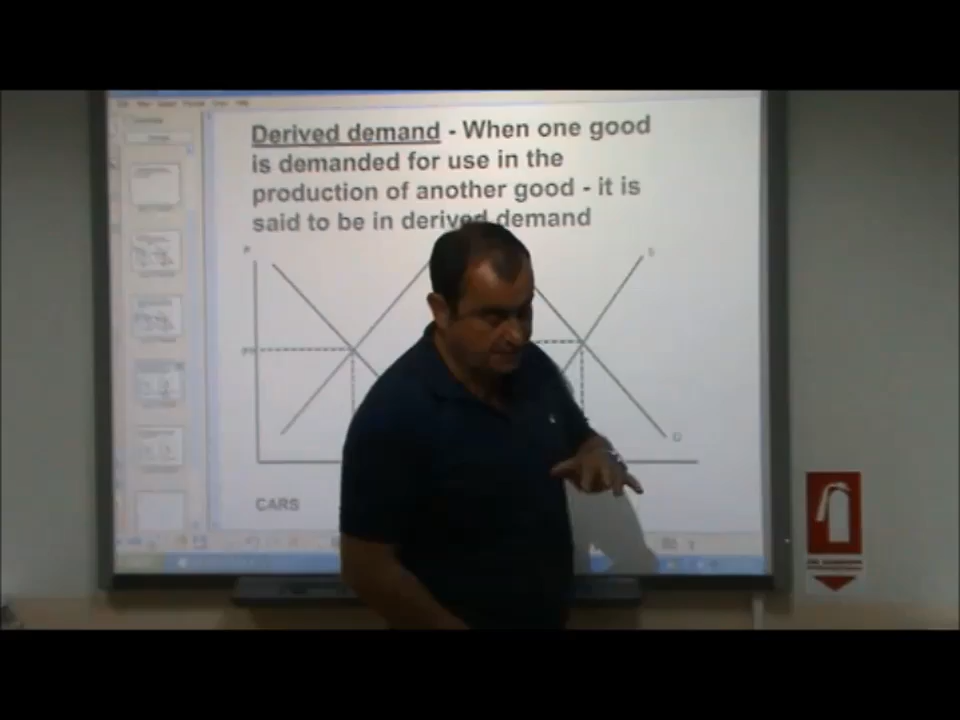 Derived demand - When one good
is demanded for use in the
production of another good - it is
said to be in derived demand
P
S
D
CARS